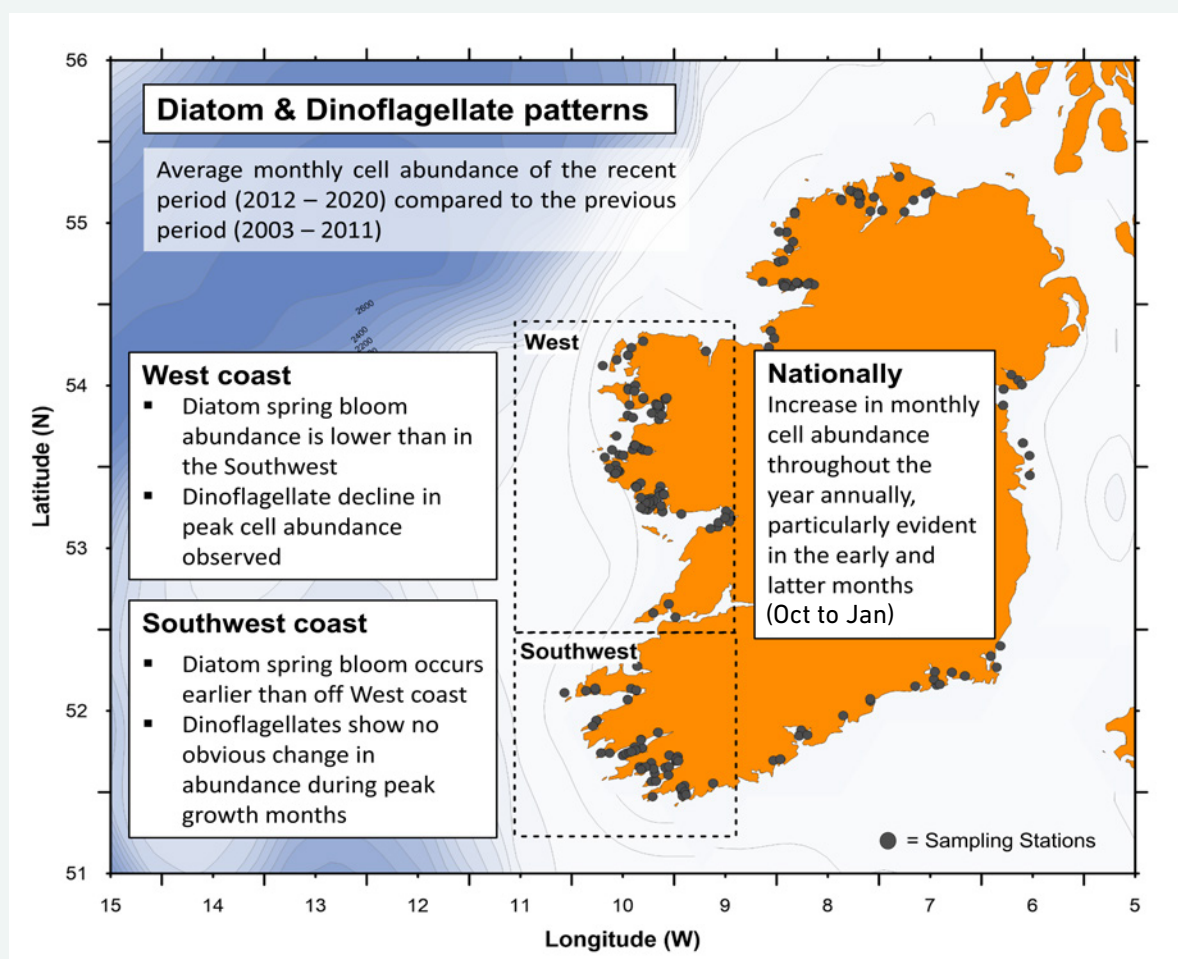 Diatom & Dinoflagellate patterns
Average monthly cell abundance of the recent
period (2012 – 2020) compared to the previous
period (2003 – 2011)
2600
2400
2200
West
West coast
▪ Diatom spring bloom
abundance is lower than in
the Southwest
▪ Dinoflagellate decline in
peak cell abundance
observed
Nationally
Increase in monthly
cell abundance
throughout the
year annually,
particularly evident
in the early and
latter months
(Oct to Jan)
Southwest coast
▪ Diatom spring bloom occurs
earlier than off West coast
▪ Dinoflagellates show no
obvious change in
abundance during peak
growth months
Southwest
= Sampling Stations
Latitude (N)
56
55
54
53
52
51
15 14 13 12 11 10 9 8 7 6 5
Longitude (W)